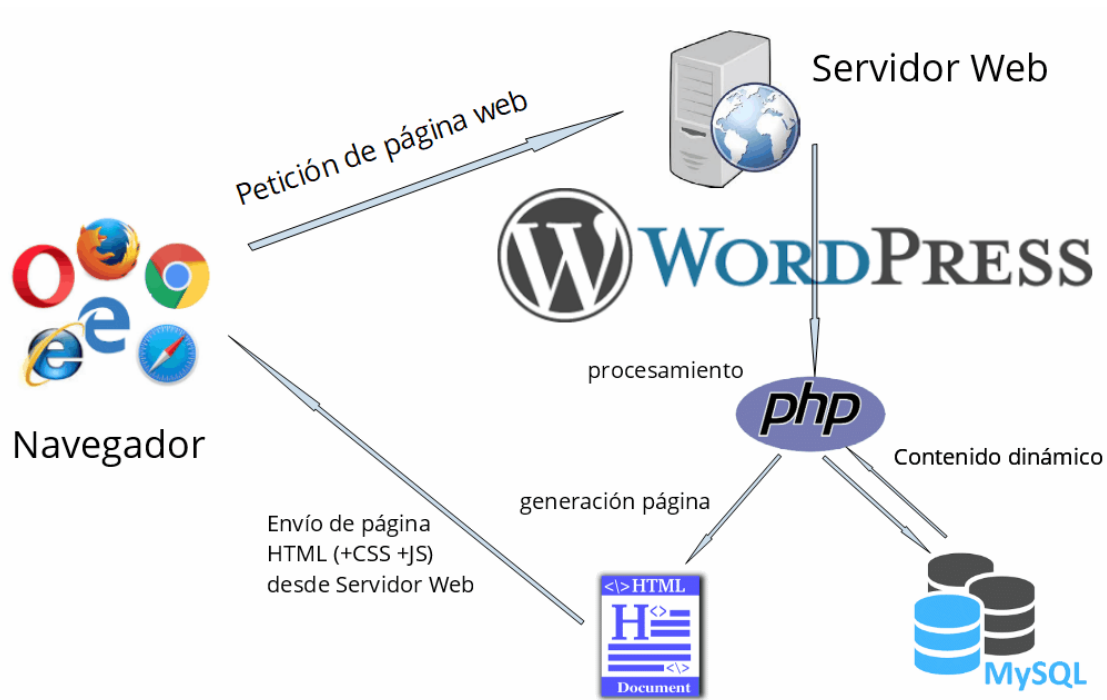 Servidor Web
Petición de página web
WORDPRESS
procesamiento
php
Navegador
Contenido dinámico
generación página
Envío de página
HTML (+CSS +JS)
desde Servidor Web
<\>HTML
H<>
<\>
Document
MySQL